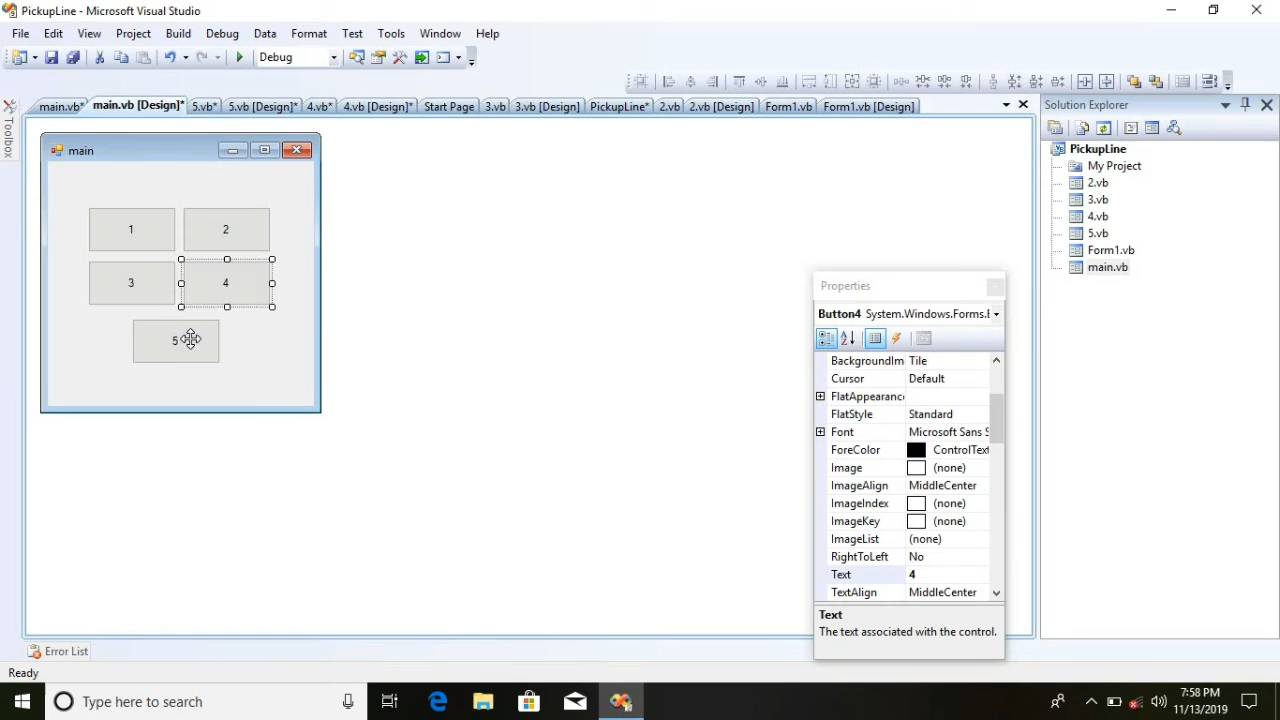 PickupLine - Microsoft Visual Studio
File Edit View Project Build Debug Data Format Test Tools Window Help
Debug
main.vb* main.vb [Design]* 5.vb* 5.vb [Design]* 4.vb* 4.vb [Design]* Start Page 3.vb 3.vb [Design] PickupLine* 2.vb 2.vb [Design] Form1.vb Form1.vb [Design]
Toolbox
main
1 2
3 4
5
Properties
Button4 System.Windows.Forms.B
BackgroundIm Tile
Cursor Default
FlatAppearance
FlatStyle Standard
Font Microsoft Sans S
ForeColor ControlText
Image (none)
ImageAlign MiddleCenter
ImageIndex (none)
ImageKey (none)
ImageList (none)
RightToLeft No
Text 4
TextAlign MiddleCenter
Text
The text associated with the control.
Solution Explorer
PickupLine
My Project
2.vb
3.vb
4.vb
5.vb
Form1.vb
main.vb
Error List
Ready
Type here to search
7:58 PM
11/13/2019